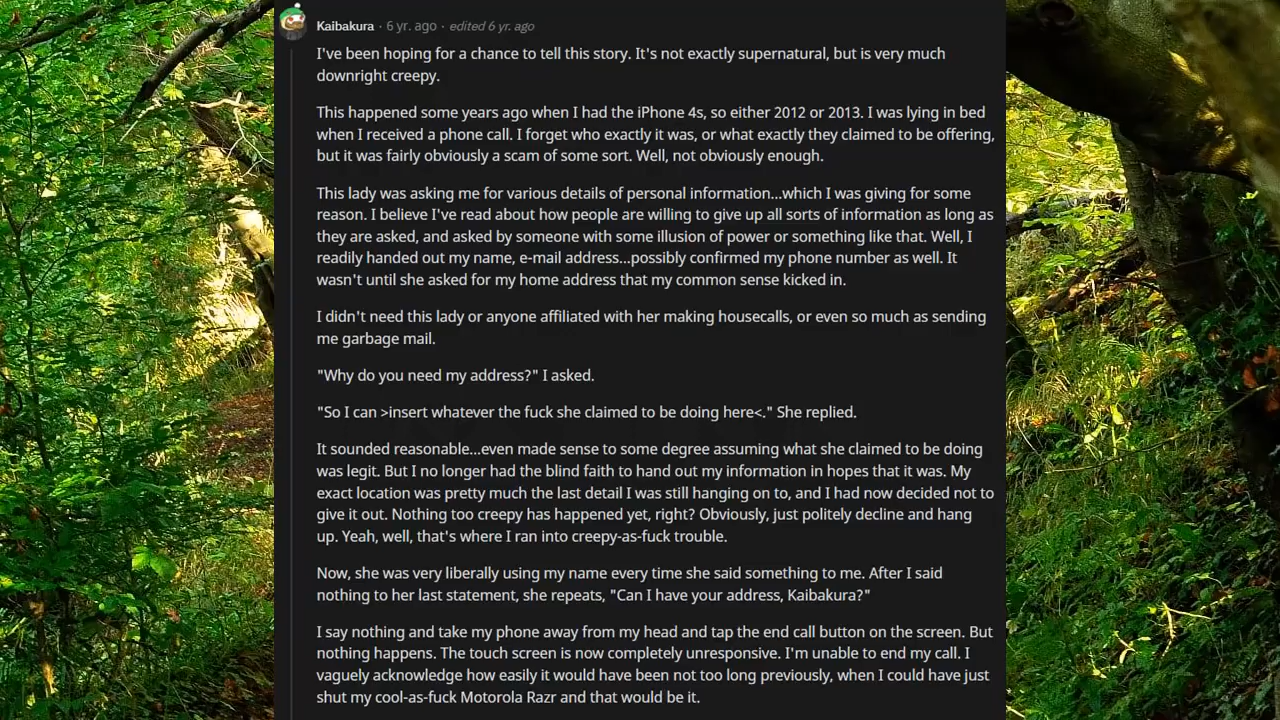 Kaibakura · 6 yr. ago · edited 6 yr. ago
I've been hoping for a chance to tell this story. It's not exactly supernatural, but is very much
downright creepy.
This happened some years ago when I had the iPhone 4s, so either 2012 or 2013. I was lying in bed
when I received a phone call. I forget who exactly it was, or what exactly they claimed to be offering,
but it was fairly obviously a scam of some sort. Well, not obviously enough.
This lady was asking me for various details of personal information...which I was giving for some
reason. I believe I've read about how people are willing to give up all sorts of information as long as
they are asked, and asked by someone with some illusion of power or something like that. Well, I
readily handed out my name, e-mail address...possibly confirmed my phone number as well. It
wasn't until she asked for my home address that my common sense kicked in.
I didn't need this lady or anyone affiliated with her making housecalls, or even so much as sending
me garbage mail.
"Why do you need my address?" I asked.
"So I can >insert whatever the fuck she claimed to be doing here<." She replied.
It sounded reasonable...even made sense to some degree assuming what she claimed to be doing
was legit. But I no longer had the blind faith to hand out my information in hopes that it was. My
exact location was pretty much the last detail I was still hanging on to, and I had now decided not to
give it out. Nothing too creepy has happened yet, right? Obviously, just politely decline and hang
up. Yeah, well, that's where I ran into creepy-as-fuck trouble.
Now, she was very liberally using my name every time she said something to me. After I said
nothing to her last statement, she repeats, "Can I have your address, Kaibakura?"
I say nothing and take my phone away from my head and tap the end call button on the screen. But
nothing happens. The touch screen is now completely unresponsive. I'm unable to end my call. I
vaguely acknowledge how easily it would have been not too long previously, when I could have just
shut my cool-as-fuck Motorola Razr and that would be it.